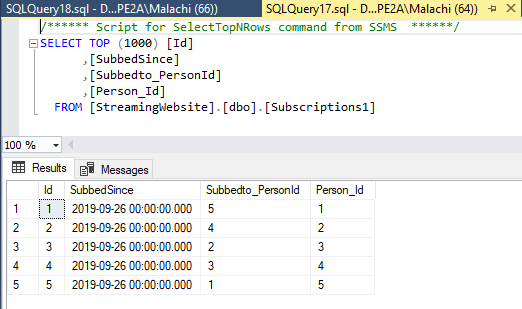 SQLQuery18.sql - D...PE2A\Malachi (66)) SQLQuery17.sql - D...PE2A\Malachi (64))
/****** Script for SelectTopNRows command from SSMS  ******/
SELECT TOP (1000) [Id]
,[SubbedSince]
,[Subbedto_PersonId]
,[Person_Id]
FROM [StreamingWebsite].[dbo].[Subscriptions1]
100 %
Results Messages
Id SubbedSince Subbedto_PersonId Person_Id
1 1 2019-09-26 00:00:00.000 5 1
2 2 2019-09-26 00:00:00.000 4 2
3 3 2019-09-26 00:00:00.000 2 3
4 4 2019-09-26 00:00:00.000 3 4
5 5 2019-09-26 00:00:00.000 1 5